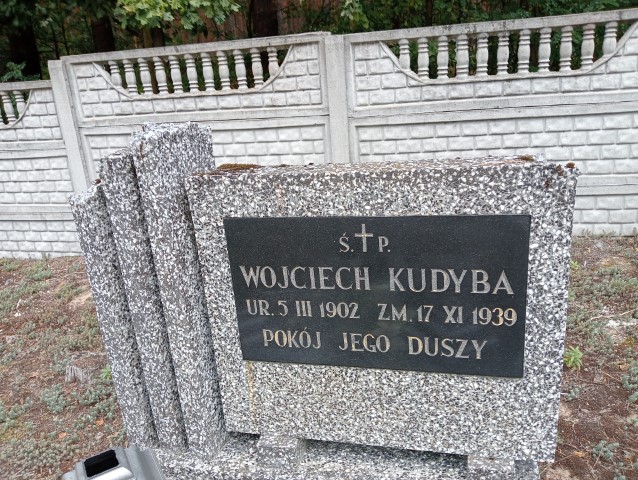 Ś.†P.
WOJCIECH KUDYBA
UR. 5 III 1902 ZM. 17 XI 1939
POKÓJ JEGO DUSZY